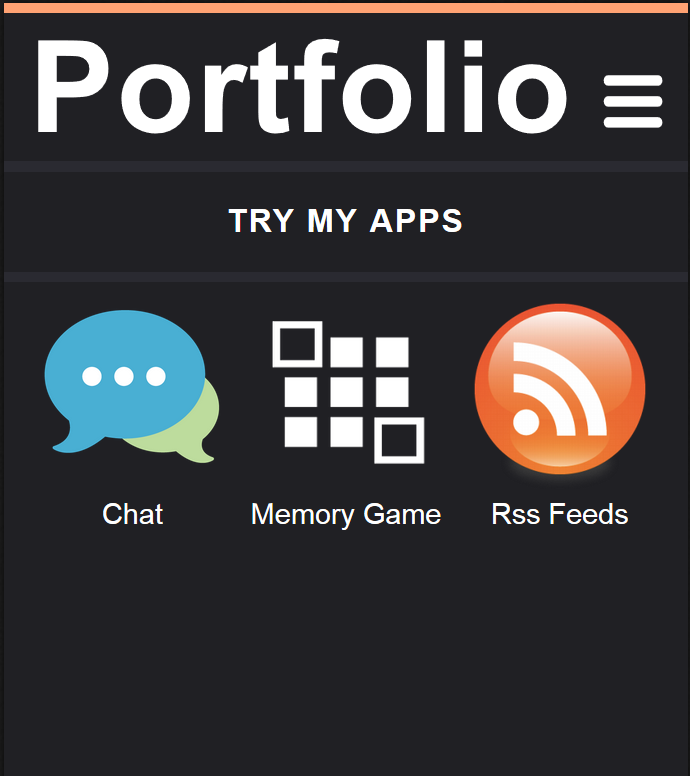 Portfolio
TRY MY APPS
Chat
Memory Game
Rss Feeds